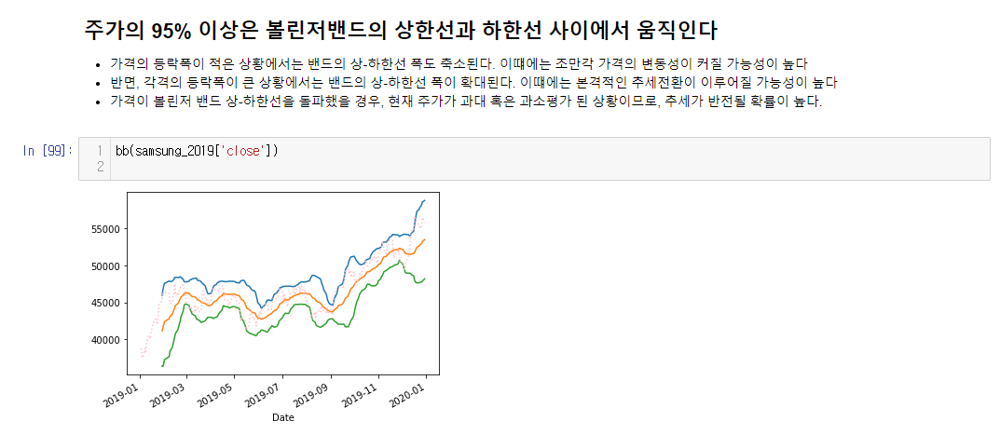 주가의 95% 이상은 볼린저밴드의 상한선과 하한선 사이에서 움직인다
가격의 등락폭이 적은 상황에서는 밴드의 상-하한선 폭도 축소된다. 이떄에는 조만각 가격의 변동성이 커질 가능성이 높다
반면, 각격의 등락폭이 큰 상황에서는 밴드의 상-하한선 폭이 확대된다. 이떄에는 본격적인 추세전환이 이루어질 가능성이 높다
가격이 볼린저 밴드 상-하한선을 돌파했을 경우, 현재 주가가 과대 혹은 과소평가 된 상황이므로, 추세가 반전될 확률이 높다.
In [99]:
1 bb(samsung_2019['close'])
2
55000
50000
45000
40000
2019-01 2019-03 2019-05 2019-07 2019-09 2019-11 2020-01
Date